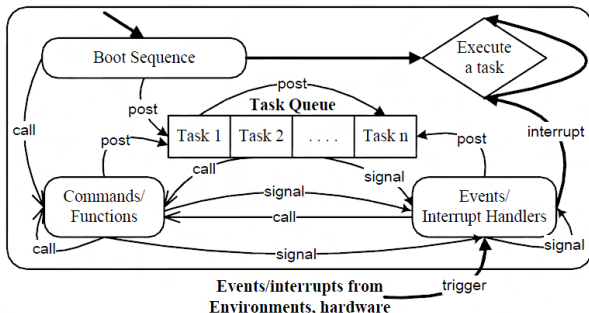 Boot Sequence
Execute
a task
post
Task Queue
post
call
post
Task 1
Task 2
. . . .
Task n
post
interrupt
call
signal
Commands/
Functions
signal
call
Events/
Interrupt Handlers
call
signal
signal
Events/interrupts from
Environments, hardware
trigger